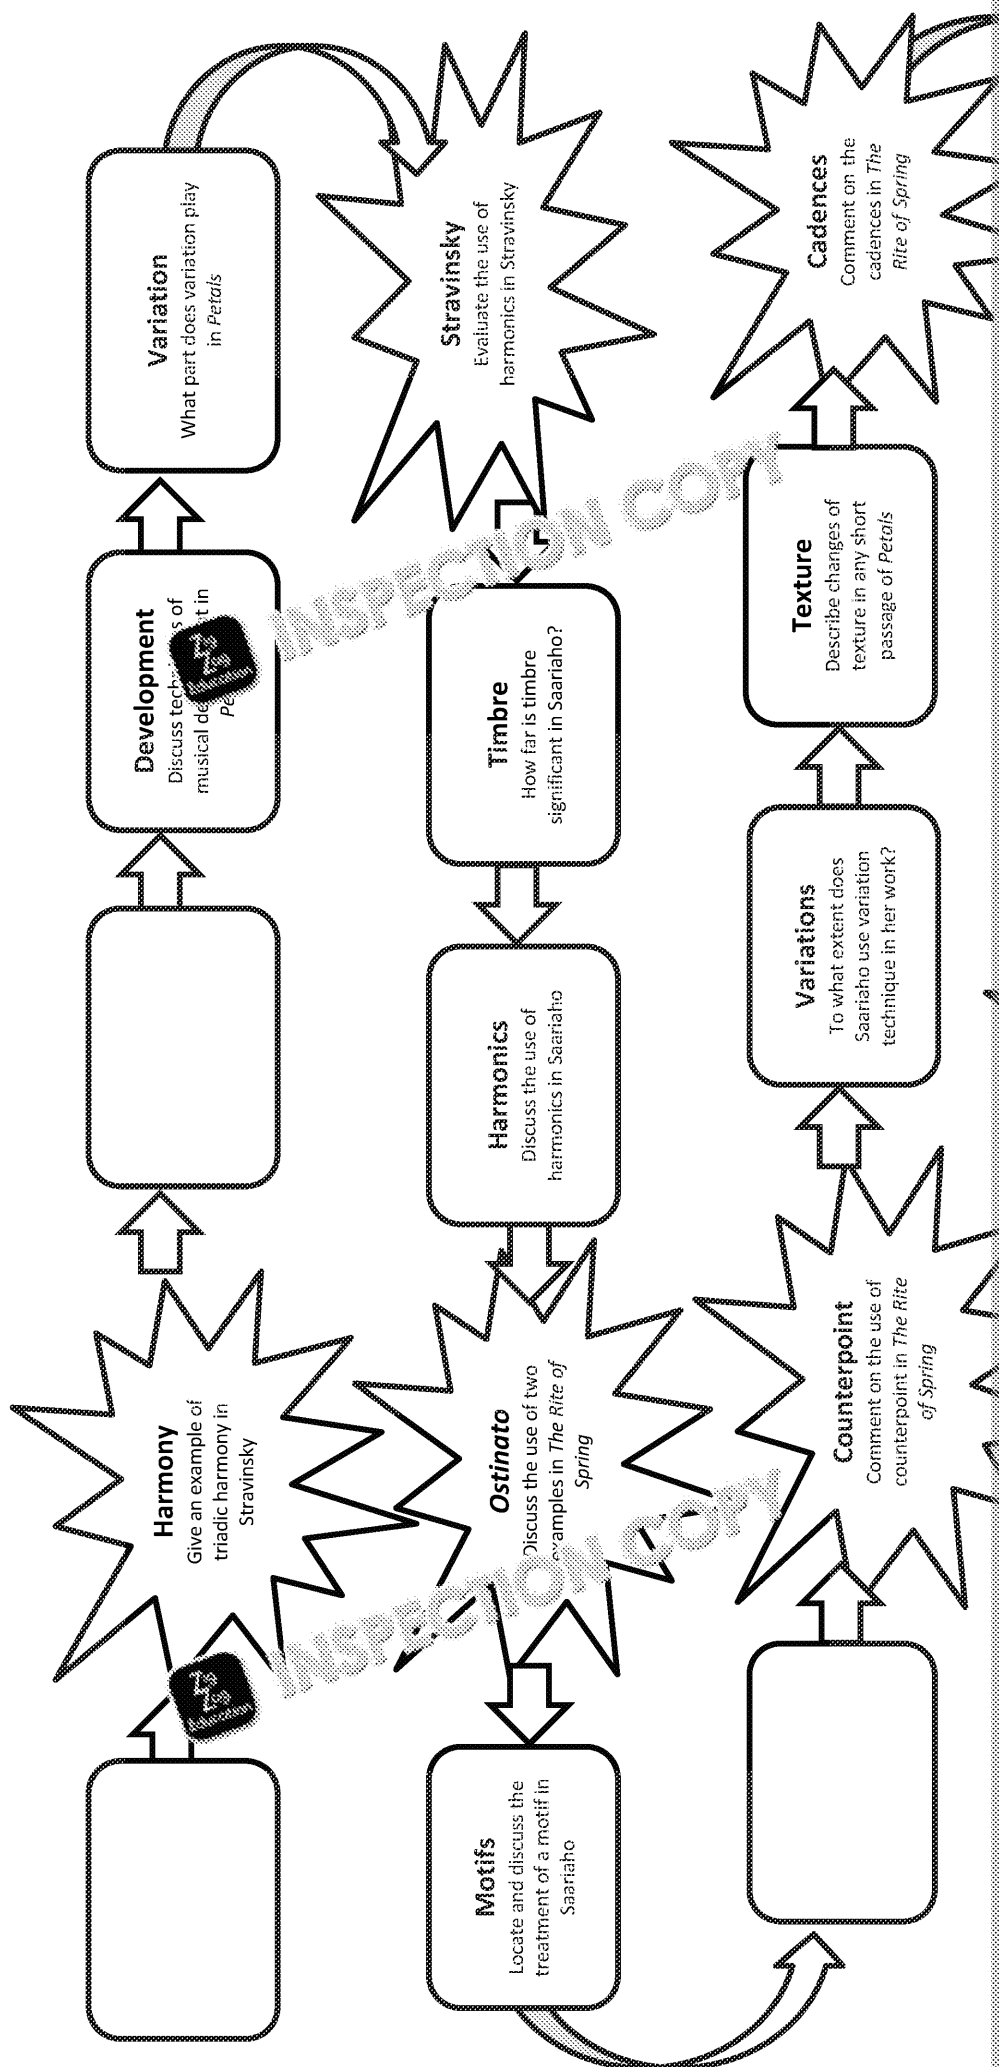 Harmony
Give an example of
triadic harmony in
Stravinsky
Development
Discuss of
musical in
Variation
What part does variation play
in Petals
Stravinsky
Evaluate the use of
harmonics in Stravinsky
Timbre
How far is timbre
significant in Saariaho?
Harmonics
Discuss the use of
harmonics in Saariaho
Ostinato
Discuss the use of two
examples in The Rite of
Spring
Motifs
Locate and discuss the
treatment of a motif in
Saariaho
Counterpoint
Comment on the use of
counterpoint in The Rite
of Spring
Variations
To what extent does
Saariaho use variation
technique in her work?
Texture
Describe changes of
texture in any short
passage of Petals
Cadences
Comment on the
cadences in The
Rite of Spring
Zig
Zag
Education
INSPECTION COPY
Zig
Zag
Education
INSPECTION COPY